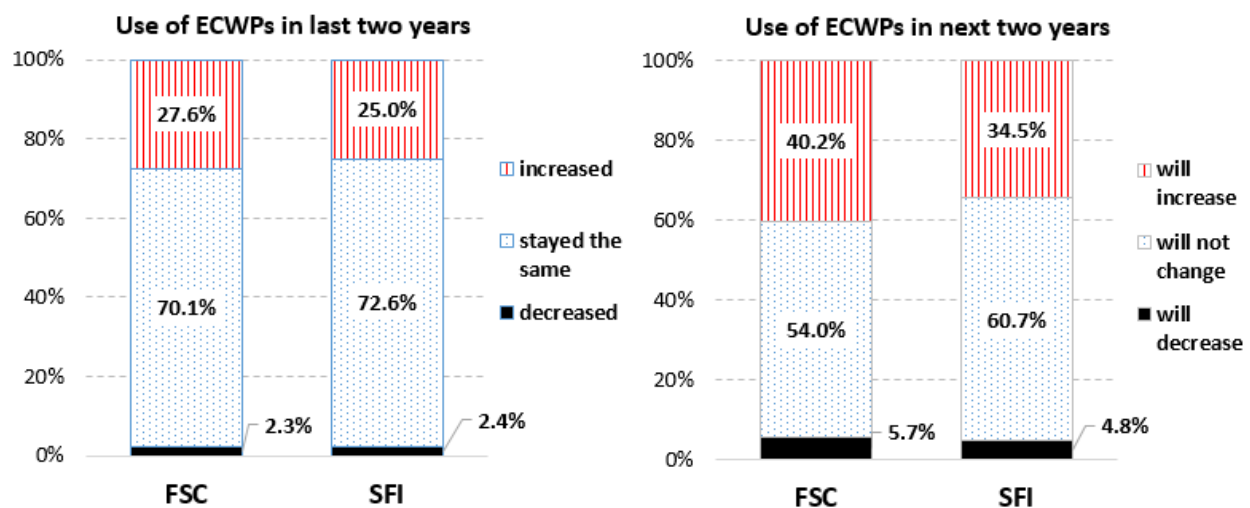 Use of ECWPs in last two years
100%
80%
60%
40%
20%
0%
27.6%
25.0%
70.1%
72.6%
2.3%
2.4%
FSC
SFI
increased
stayed the
same
decreased
Use of ECWPs in next two years
100%
80%
60%
40%
20%
0%
40.2%
34.5%
54.0%
60.7%
5.7%
4.8%
FSC
SFI
will
increase
will not
change
will
decrease